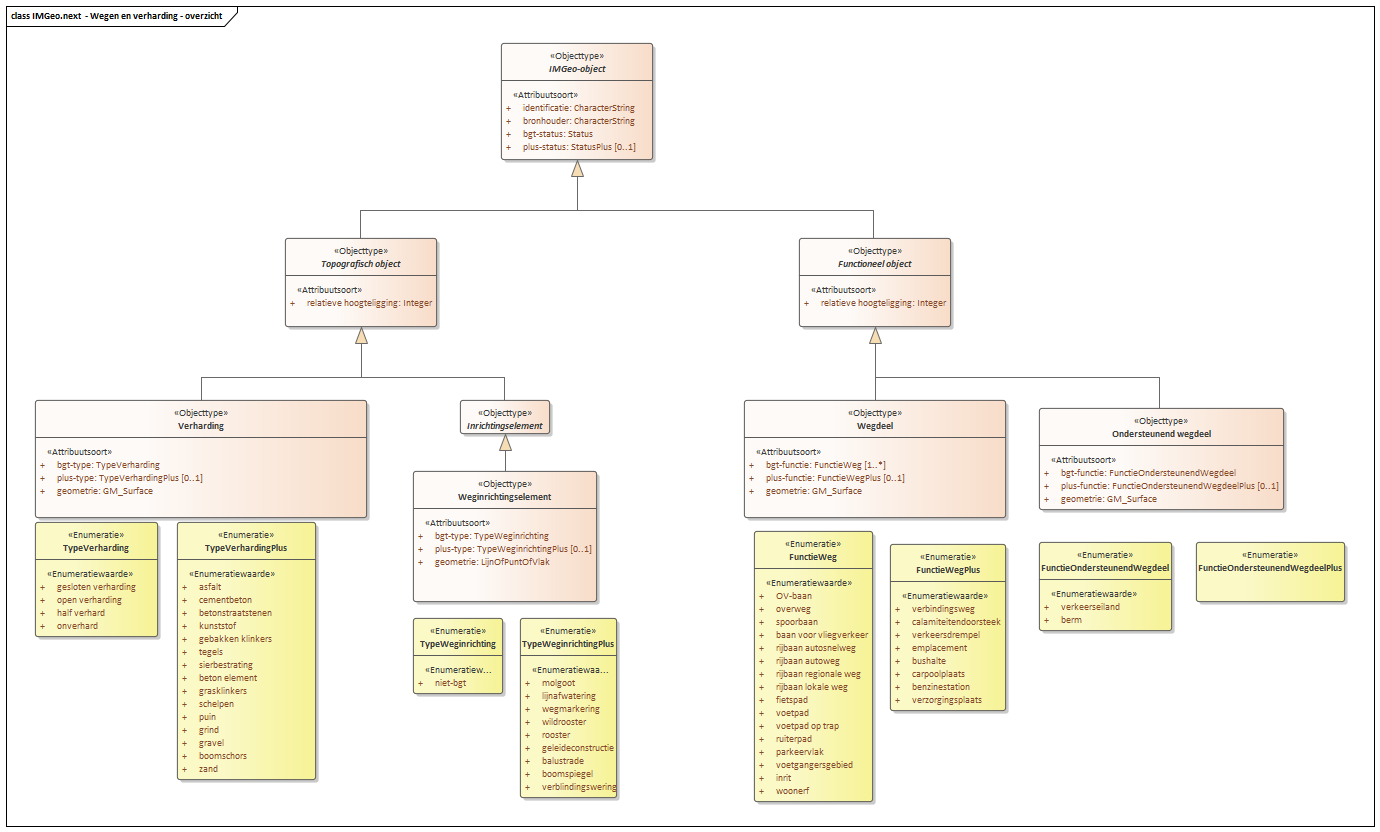 class IMGeo.next - Wegen en verharding - overzicht
«Objecttype»
IMGeo-object
«Attribuutsoort»
+ identificatie: CharacterString
+ bronhouder: CharacterString
+ bgt-status: Status
+ plus-status: StatusPlus [0..1]
«Objecttype»
Topografisch object
«Attribuutsoort»
+ relatieve hoogteligging: Integer
«Objecttype»
Functioneel object
«Attribuutsoort»
+ relatieve hoogteligging: Integer
«Objecttype»
Verharding
«Attribuutsoort»
+ bgt-type: TypeVerharding
+ plus-type: TypeVerhardingPlus [0..1]
+ geometrie: GM_Surface
«Objecttype»
Inrichtingselement
«Objecttype»
Weginrichtingselement
«Attribuutsoort»
+ bgt-type: TypeWeginrichting
+ plus-type: TypeWeginrichtingPlus [0..1]
+ geometrie: LijnOfPuntOfVlak
«Objecttype»
Wegdeel
«Attribuutsoort»
+ bgt-functie: FunctieWeg [1..*]
+ plus-functie: FunctieWegPlus [0..1]
+ geometrie: GM_Surface
«Objecttype»
Ondersteunend wegdeel
«Attribuutsoort»
+ bgt-functie: FunctieOndersteunendWegdeel
+ plus-functie: FunctieOndersteunendWegdeelPlus [0..1]
+ geometrie: GM_Surface
«Enumeratie»
TypeVerharding
«Enumeratiewaarde»
+ gesloten verharding
+ open verharding
+ half verhard
+ onverhard
«Enumeratie»
TypeVerhardingPlus
«Enumeratiewaarde»
+ asfalt
+ cementbeton
+ betonstraatstenen
+ kunststof
+ gebakken klinkers
+ tegels
+ sierbestrating
+ beton element
+ grasklinkers
+ schelpen
+ puin
+ grind
+ gravel
+ boomschors
+ zand
«Enumeratie»
TypeWeginrichting
«Enumeratiew...
+ niet-bgt
«Enumeratie»
TypeWeginrichtingPlus
«Enumeratiewaa...
+ molgoot
+ lijnafwatering
+ wegmarkering
+ wildrooster
+ rooster
+ geleideconstructie
+ balustrade
+ boomspiegel
+ verblindingswering
«Enumeratie»
FunctieWeg
«Enumeratiewaarde»
+ OV-baan
+ overweg
+ spoorbaan
+ baan voor vliegverkeer
+ rijbaan autosnelweg
+ rijbaan autoweg
+ rijbaan regionale weg
+ rijbaan lokale weg
+ fietspad
+ voetpad
+ voetpad op trap
+ ruiterpad
+ parkeervlak
+ voetgangersgebied
+ inrit
+ woonerf
«Enumeratie»
FunctieWegPlus
«Enumeratiewaarde»
+ verbindingsweg
+ calamiteitendoorsteek
+ verkeersdrempel
+ emplacement
+ bushalte
+ carpoolplaats
+ benzinestation
+ verzorgingsplaats
«Enumeratie»
FunctieOndersteunendWegdeel
«Enumeratiewaarde»
+ verkeerseiland
+ berm
«Enumeratie»
FunctieOndersteunendWegdeelPlus